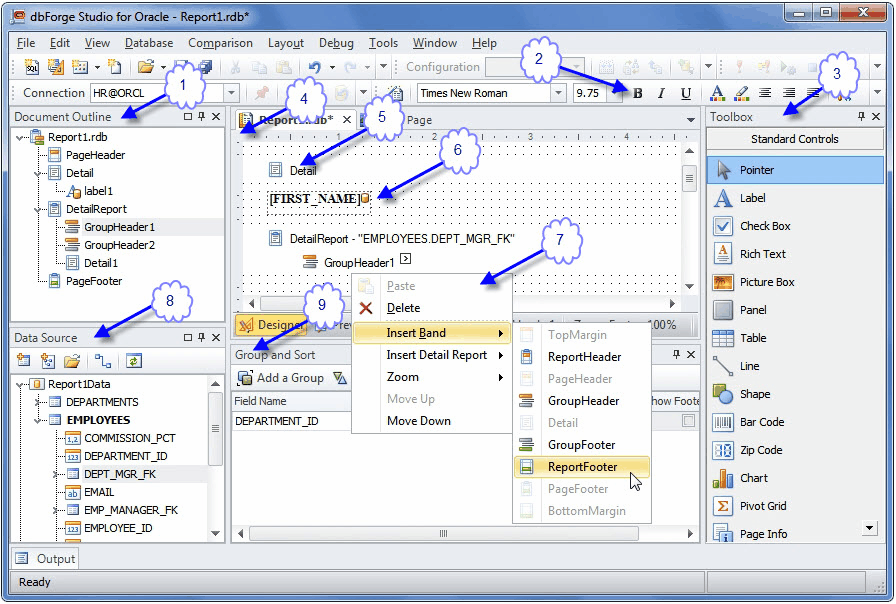 dbForge Studio for Oracle - Report1.rdb*
File Edit View Database Comparison Layout Debug Tools Window Help
SQL Configuration
Connection HR@ORCL Times New Roman 9.75 B I U A
1 2 3 4 5 6 7 8 9
Document Outline
Report1.rdb
PageHeader
Detail
label1
DetailReport
GroupHeader1
GroupHeader2
Detail1
PageFooter
Page
2 4
Detail
[FIRST_NAME]
DetailReport - "EMPLOYEES.DEPT_MGR_FK"
GroupHeader1
Designer 100%
Paste
Delete
Insert Band
Insert Detail Report
Zoom
Move Up
Move Down
TopMargin
ReportHeader
PageHeader
GroupHeader
Detail
GroupFooter
ReportFooter
PageFooter
BottomMargin
Data Source
Report1Data
DEPARTMENTS
EMPLOYEES
COMMISSION_PCT
DEPARTMENT_ID
DEPT_MGR_FK
EMAIL
EMP_MANAGER_FK
EMPLOYEE_ID
Group and Sort
Add a Group
Field Name
DEPARTMENT_ID
Toolbox
Standard Controls
Pointer
Label
Check Box
Rich Text
Picture Box
Panel
Table
Line
Shape
Bar Code
Zip Code
Chart
Pivot Grid
Page Info
Output
Ready